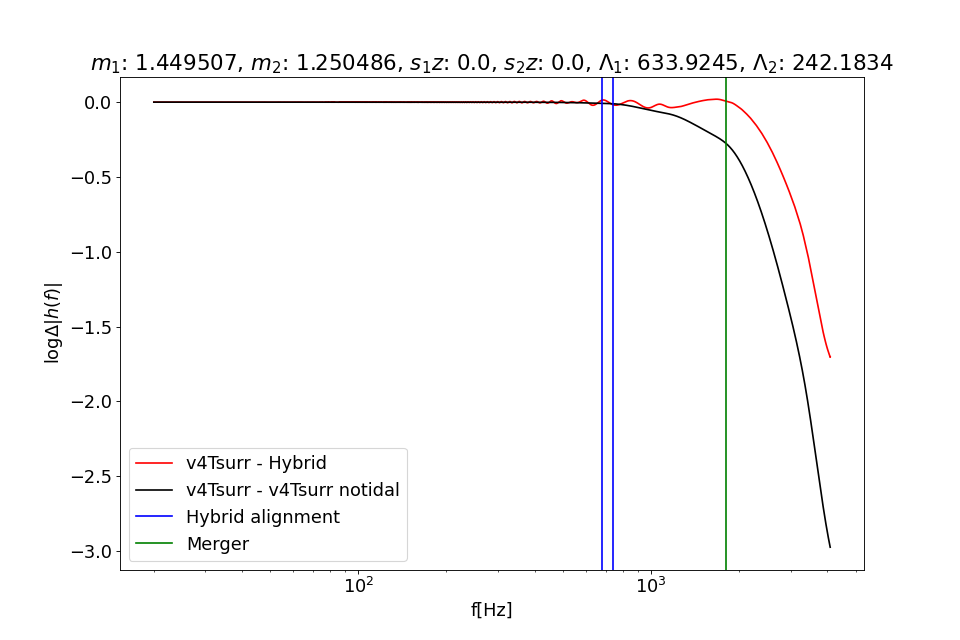 m₁: 1.449507, m₂: 1.250486, s₁z: 0.0, s₂z: 0.0, Λ₁: 633.9245, Λ₂: 242.1834
0.0
−0.5
−1.0
−1.5
−2.0
−2.5
−3.0
logΔ|h(f)|
v4Tsurr - Hybrid
v4Tsurr - v4Tsurr notidal
Hybrid alignment
Merger
10² 10³
f[Hz]